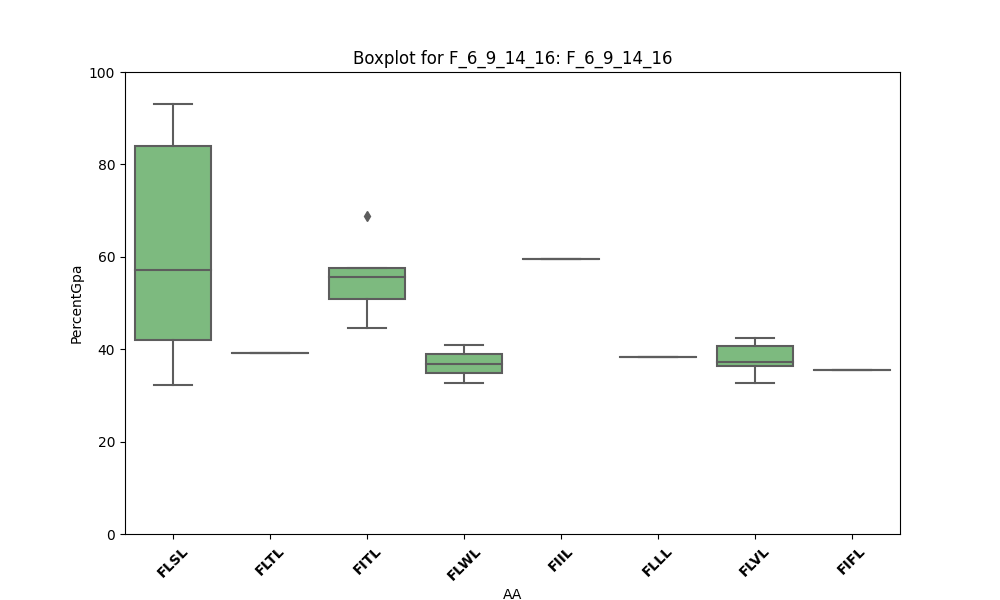 Boxplot for F_6_9_14_16: F_6_9_14_16
100
80
60
40
20
0
PercentGpa
FLSL
FLTL
FITL
FLWL
FIIL
FLLL
FLVL
FIFL
AA